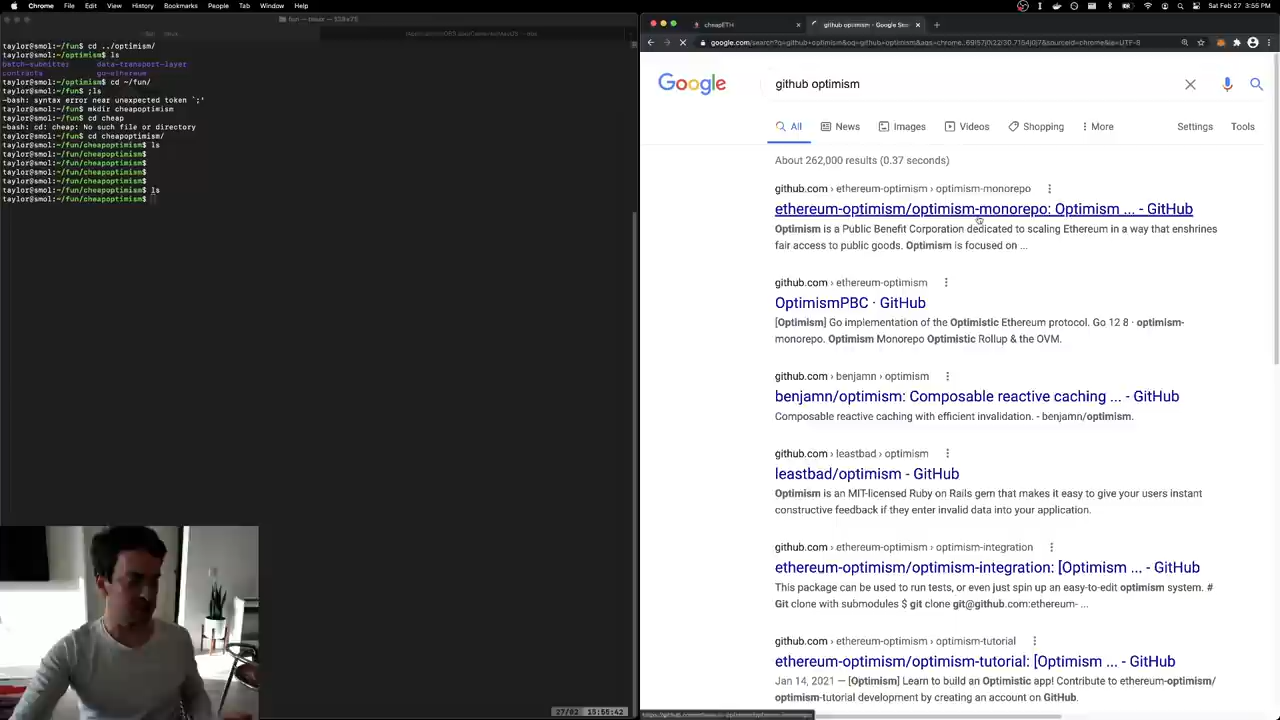 Chrome File Edit View History Bookmarks People Tab Window Help
Sat Feb 27 3:55 PM
taylor@smol:~/fun$ cd ../optimism/
taylor@smol:~/optimism$ ls
batch-submitter data-transport-layer
contracts go-ethereum
taylor@smol:~/optimism$ cd ~/fun/
taylor@smol:~/fun$ ;ls
-bash: syntax error near unexpected token `;'
taylor@smol:~/fun$ mkdir cheapoptimism
taylor@smol:~/fun$ cd cheap
-bash: cd: cheap: No such file or directory
taylor@smol:~/fun$ cd cheapoptimism/
taylor@smol:~/fun/cheapoptimism$ ls
taylor@smol:~/fun/cheapoptimism$
taylor@smol:~/fun/cheapoptimism$
taylor@smol:~/fun/cheapoptimism$
taylor@smol:~/fun/cheapoptimism$
taylor@smol:~/fun/cheapoptimism$ ls
taylor@smol:~/fun/cheapoptimism$
27/02 15:55:42
cheapETH
github optimism - Google Sea
Google
github optimism
All News Images Videos Shopping More Settings Tools
About 262,000 results (0.37 seconds)
github.com › ethereum-optimism › optimism-monorepo
ethereum-optimism/optimism-monorepo: Optimism ... - GitHub
Optimism is a Public Benefit Corporation dedicated to scaling Ethereum in a way that enshrines
fair access to public goods. Optimism is focused on ...
github.com › ethereum-optimism
OptimismPBC · GitHub
[Optimism] Go implementation of the Optimistic Ethereum protocol. Go 12 8 · optimism-
monorepo. Optimism Monorepo Optimistic Rollup & the OVM.
github.com › benjamn › optimism
benjamn/optimism: Composable reactive caching ... - GitHub
Composable reactive caching with efficient invalidation. - benjamn/optimism.
github.com › leastbad › optimism
leastbad/optimism - GitHub
Optimism is an MIT-licensed Ruby on Rails gem that makes it easy to give your users instant
constructive feedback if they enter invalid data into your application.
github.com › ethereum-optimism › optimism-integration
ethereum-optimism/optimism-integration: [Optimism ... - GitHub
This package can be used to run tests, or even just spin up an easy-to-edit optimism system. #
Git clone with submodules $ git clone git@github.com:ethereum- ...
github.com › ethereum-optimism › optimism-tutorial
ethereum-optimism/optimism-tutorial: [Optimism ... - GitHub
Jan 14, 2021 — [Optimism] Learn to build an Optimistic app! Contribute to ethereum-optimism/
optimism-tutorial development by creating an account on GitHub.